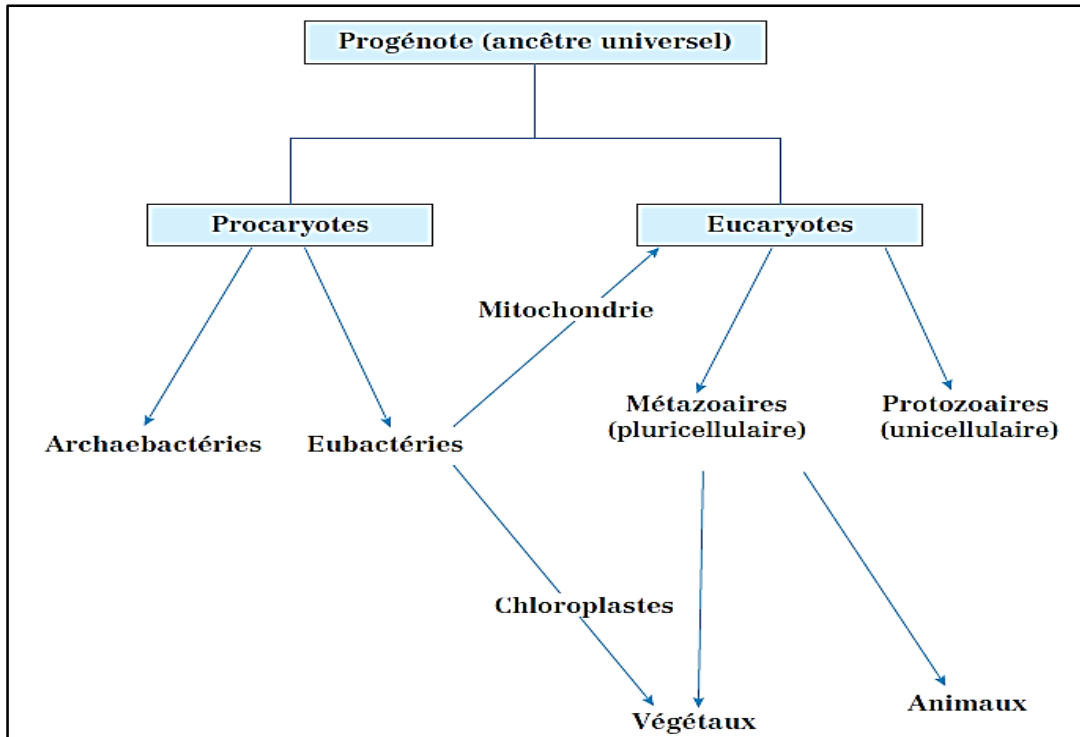 Progénote (ancêtre universel)
Procaryotes
Eucaryotes
Mitochondrie
Archaebactéries
Eubactéries
Métazoaires
(pluricellulaire)
Protozoaires
(unicellulaire)
Chloroplastes
Végétaux
Animaux